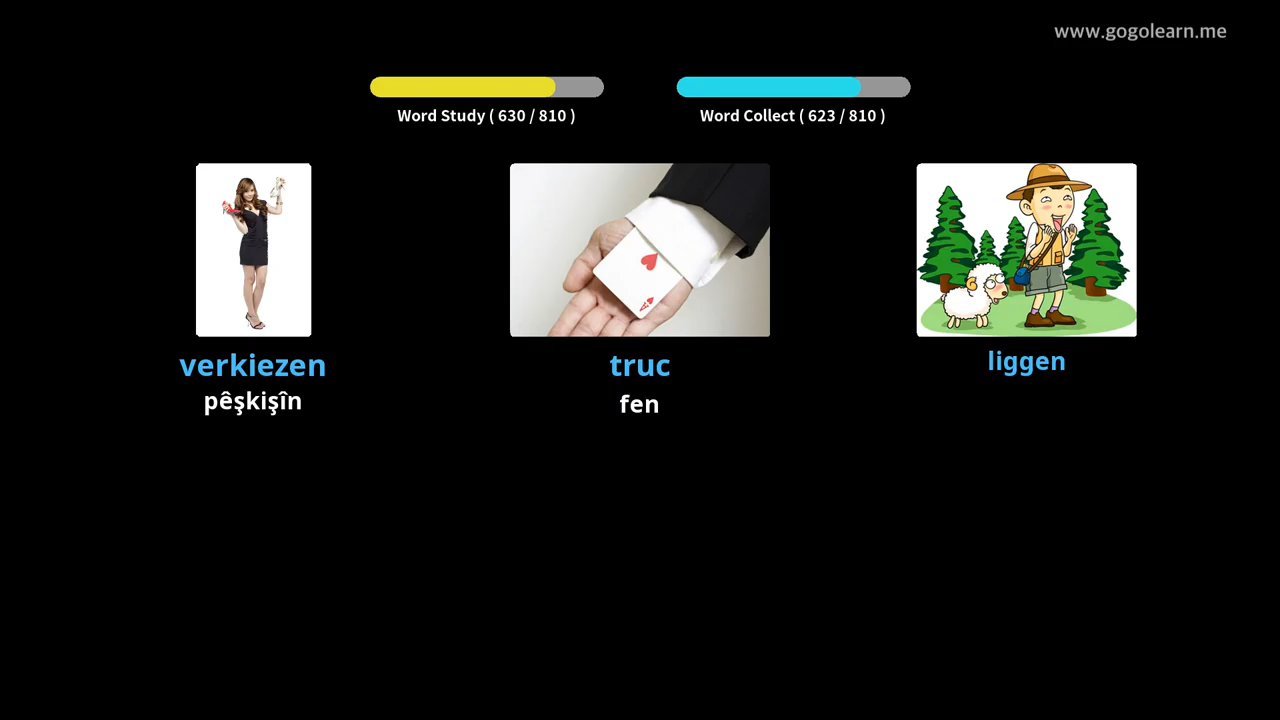 www.gogolearn.me
Word Study ( 630 / 810 )
Word Collect ( 623 / 810 )
verkiezen
pêşkişîn
truc
fen
liggen